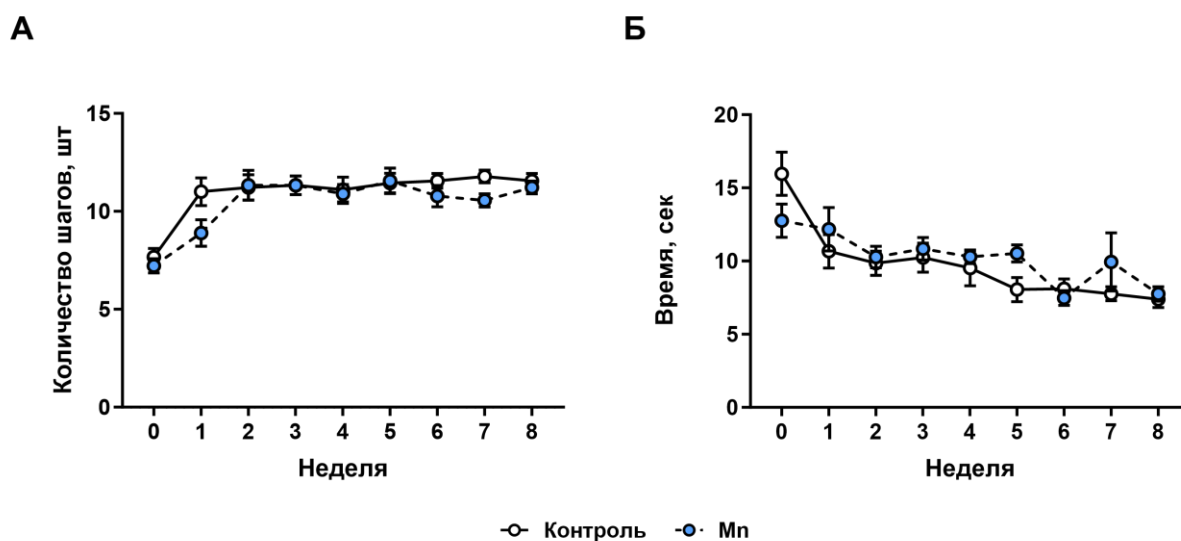 А
Б
Количество шагов, шт
15
10
5
0
0 1 2 3 4 5 6 7 8
Неделя
Время, сек
20
15
10
5
0
0 1 2 3 4 5 6 7 8
Неделя
Контроль Mn